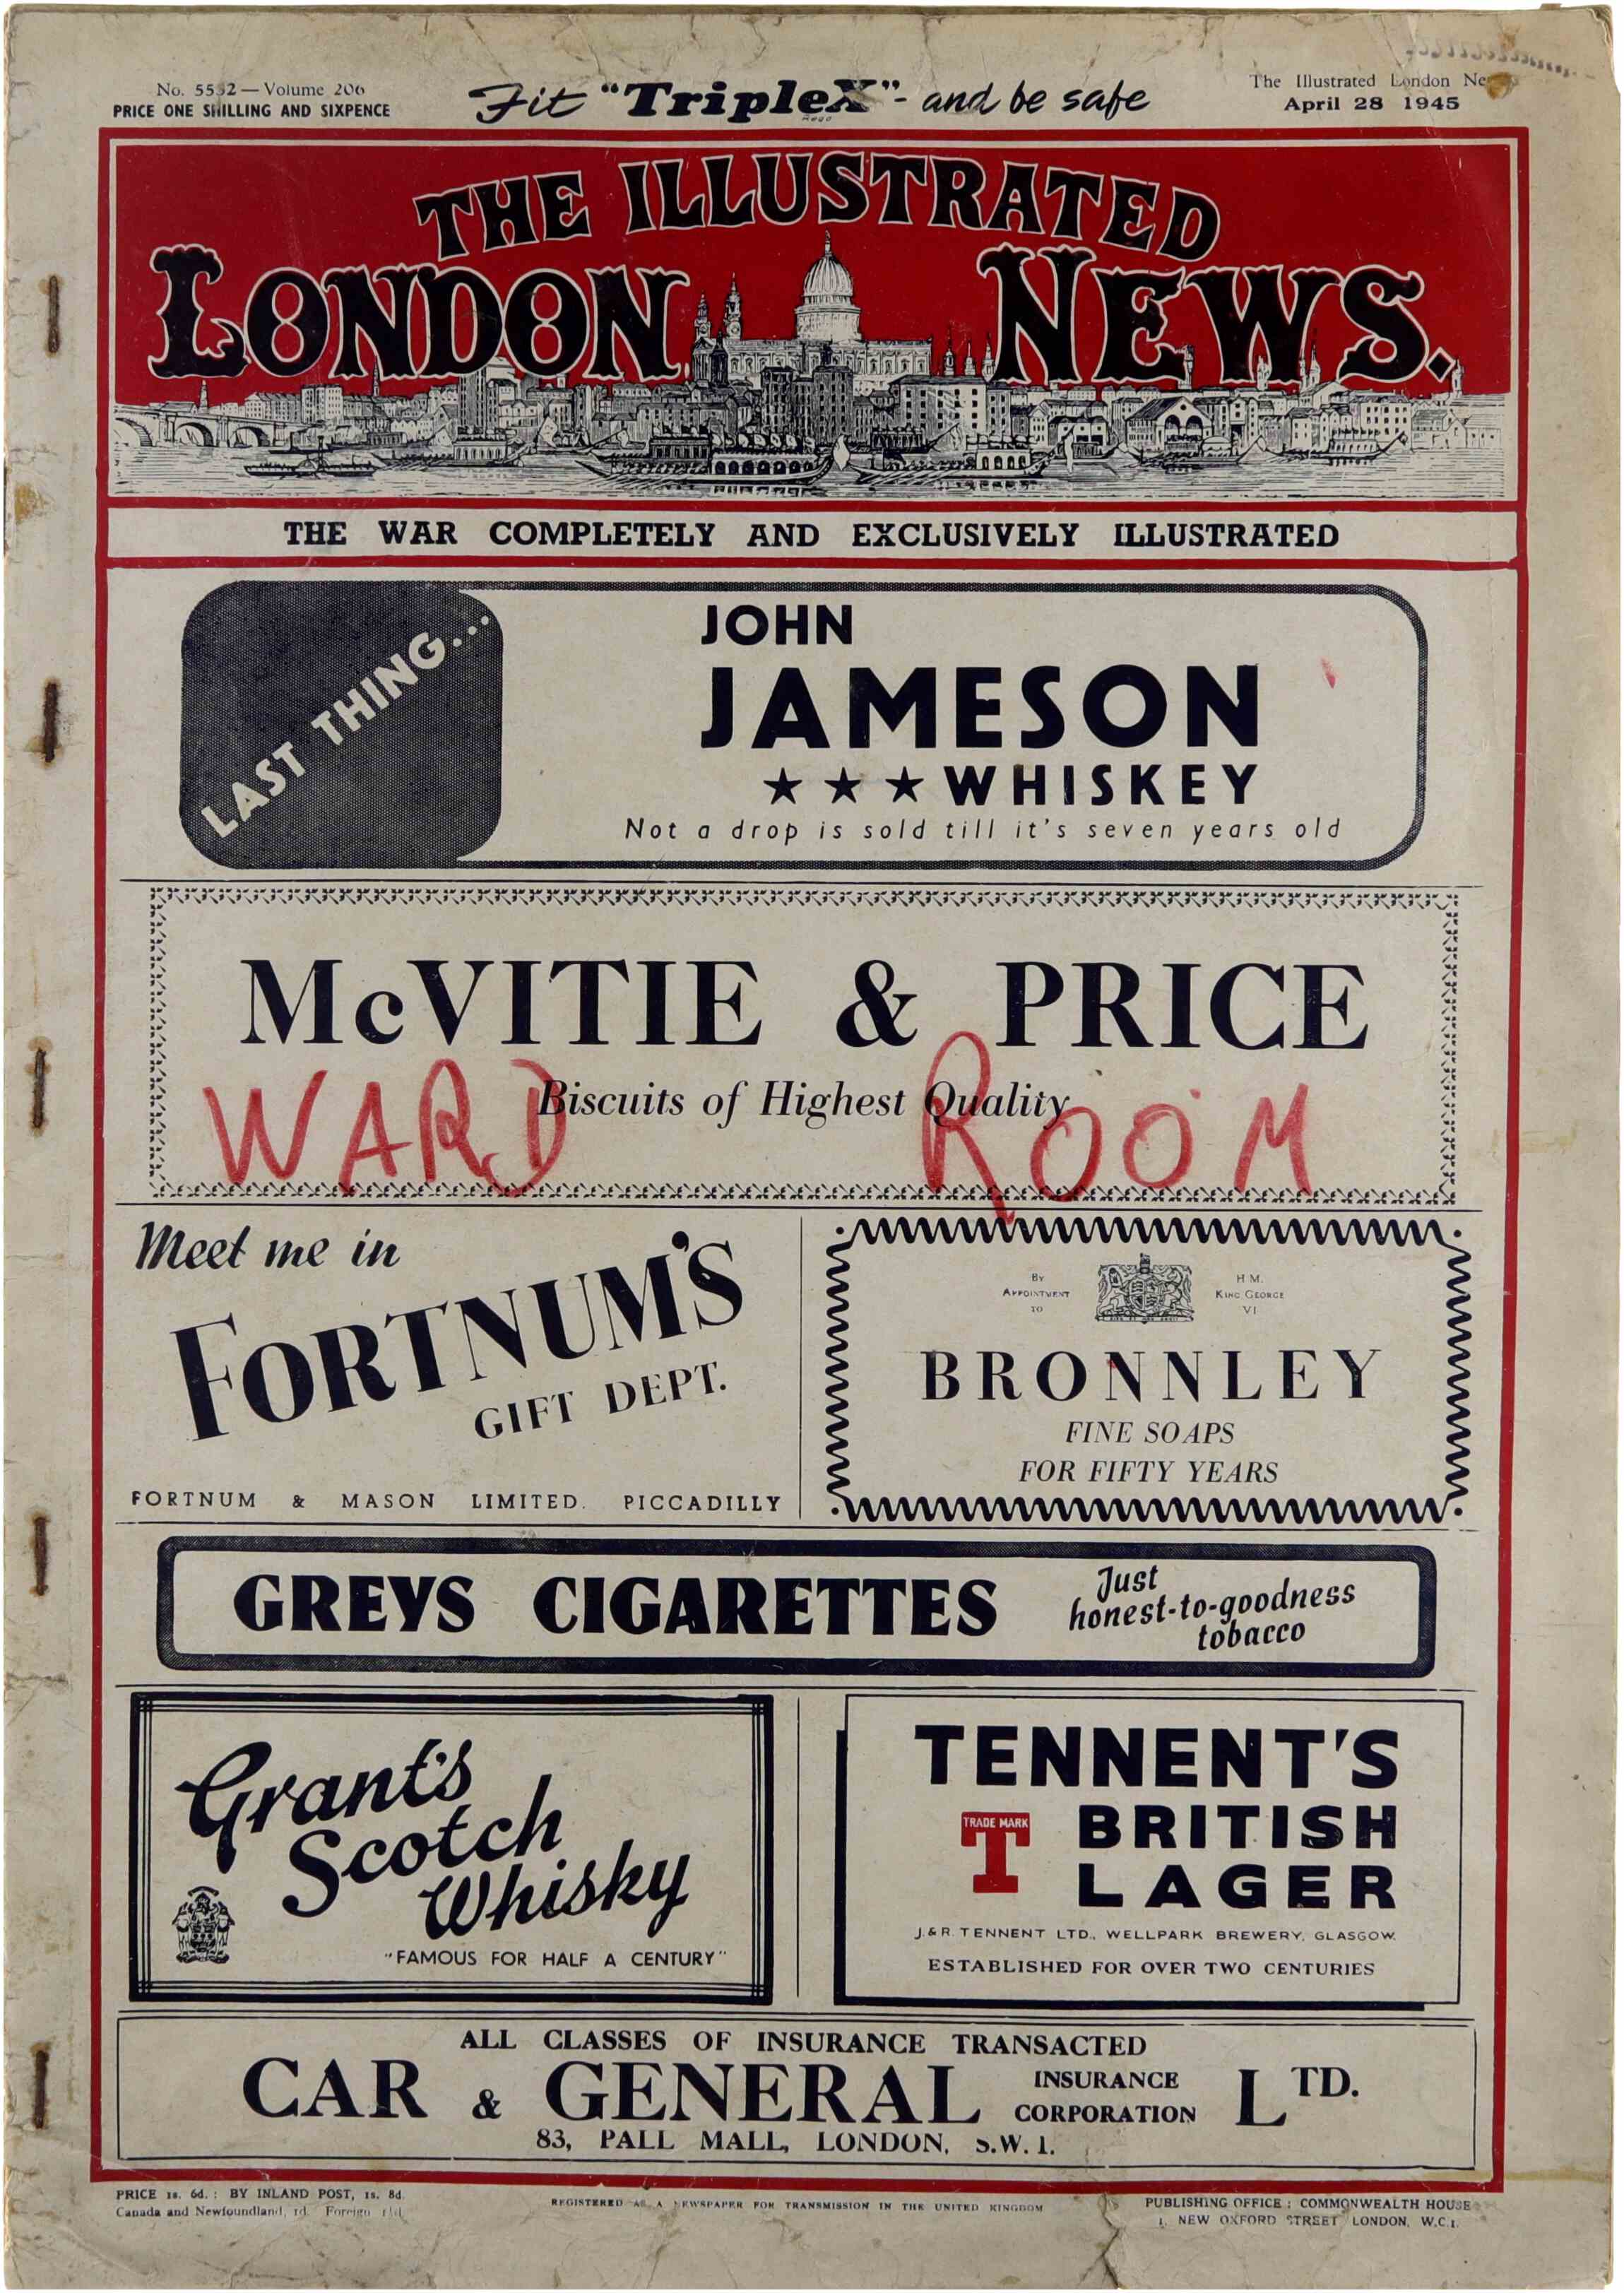 No. 5532 — Volume 206
PRICE ONE SHILLING AND SIXPENCE
Fit "TripleX" - and be safe
The Illustrated London
April 28 1945
THE ILLUSTRATED
LONDON NEWS.
THE WAR COMPLETELY AND EXCLUSIVELY ILLUSTRATED
LAST THING...
JOHN
JAMESON
★ ★ ★ WHISKEY
Not a drop is sold till it's seven years old
McVITIE & PRICE
Biscuits of Highest Quality
WARD ROOM
Meet me in
FORTNUM'S
GIFT DEPT.
FORTNUM & MASON LIMITED. PICCADILLY
By
Appointment
to
H M.
King George
VI
BRONNLEY
FINE SOAPS
FOR FIFTY YEARS
GREYS CIGARETTES
Just
honest-to-goodness
tobacco
Grant's
Scotch
Whisky
"FAMOUS FOR HALF A CENTURY"
TENNENT'S
TRADE MARK
T
BRITISH
LAGER
J. & R. TENNENT LTD., WELLPARK BREWERY, GLASGOW.
ESTABLISHED FOR OVER TWO CENTURIES
ALL CLASSES OF INSURANCE TRANSACTED
CAR & GENERAL INSURANCE CORPORATION LTD.
83, PALL MALL, LONDON, S.W. 1.
PRICE 1s. 6d. : BY INLAND POST, 1s. 8d.
Canada and Newfoundland, Foreign
REGISTERED AS A NEWSPAPER FOR TRANSMISSION IN THE UNITED KINGDOM
PUBLISHING OFFICE : COMMONWEALTH HOUSE
1, NEW OXFORD STREET LONDON, W.C.1.